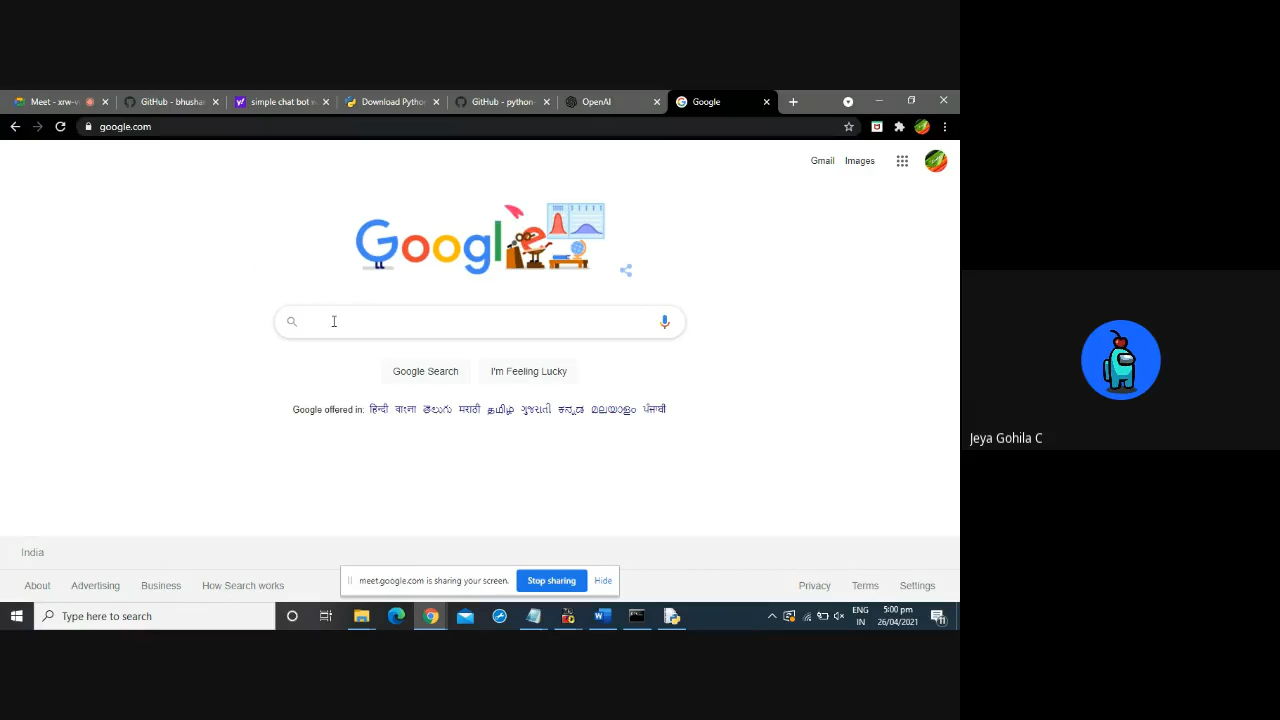 Meet - xrw-v
GitHub - bhushar
simple chat bot w
Download Python
GitHub - python-
OpenAI
Google
google.com
Gmail
Images
Google
Google Search
I'm Feeling Lucky
Google offered in: हिन्दी বাংলা తెలుగు मराठी தமிழ் ગુજરાતી ಕನ್ನಡ മലയാളം ਪੰਜਾਬੀ
Jeya Gohila C
India
meet.google.com is sharing your screen.
Stop sharing
Hide
About
Advertising
Business
How Search works
Privacy
Terms
Settings
Type here to search
ENG
IN
5:00 pm
26/04/2021